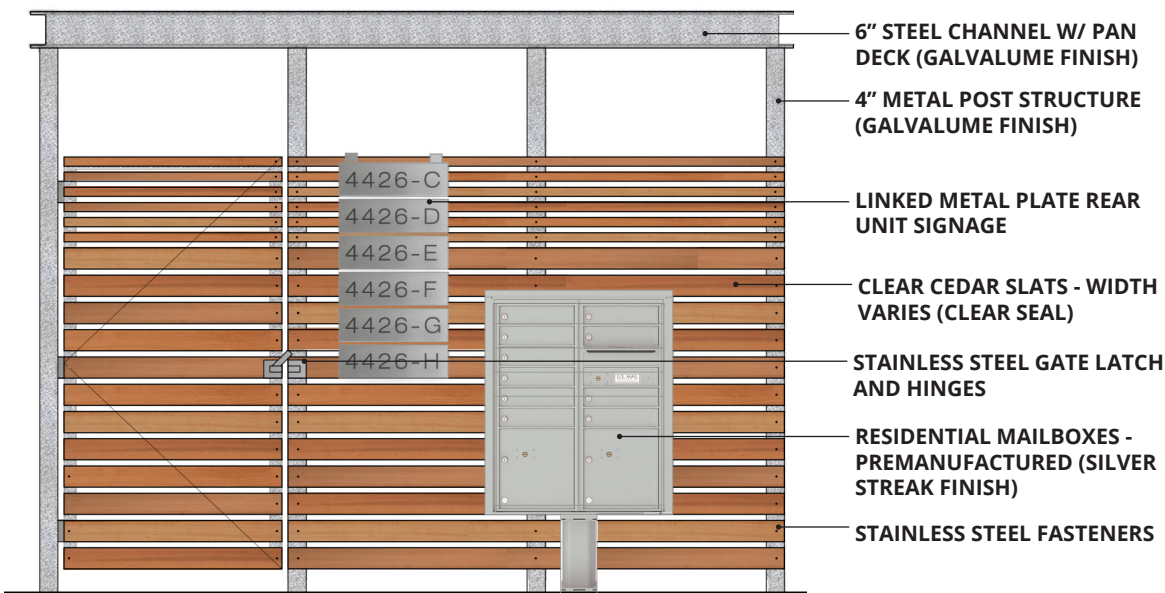 6” STEEL CHANNEL W/ PAN
DECK (GALVALUME FINISH)
4” METAL POST STRUCTURE
(GALVALUME FINISH)
4426-C
4426-D
4426-E
4426-F
4426-G
4426-H
LINKED METAL PLATE REAR
UNIT SIGNAGE
CLEAR CEDAR SLATS - WIDTH
VARIES (CLEAR SEAL)
STAINLESS STEEL GATE LATCH
AND HINGES
U.S. MAIL
RESIDENTIAL MAILBOXES -
PREMANUFACTURED (SILVER
STREAK FINISH)
STAINLESS STEEL FASTENERS